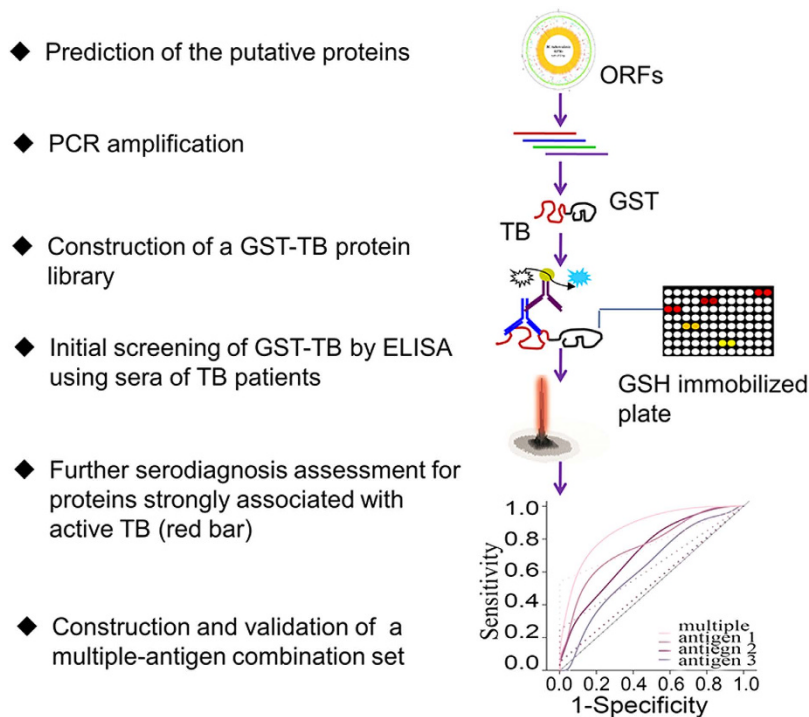 ◆ Prediction of the putative proteins
ORFs
◆ PCR amplification
GST
TB
◆ Construction of a GST-TB protein
library
◆ Initial screening of GST-TB by ELISA
using sera of TB patients
GSH immobilized
plate
◆ Further serodiagnosis assessment for
proteins strongly associated with
active TB (red bar)
◆ Construction and validation of a
multiple-antigen combination set
Sensitivity
1.0
0.8
0.6
0.4
0.2
0.0
multiple
antigen 1
antiegn 2
antigen 3
0.0 0.2 0.4 0.6 0.8 1.0
1-Specificity